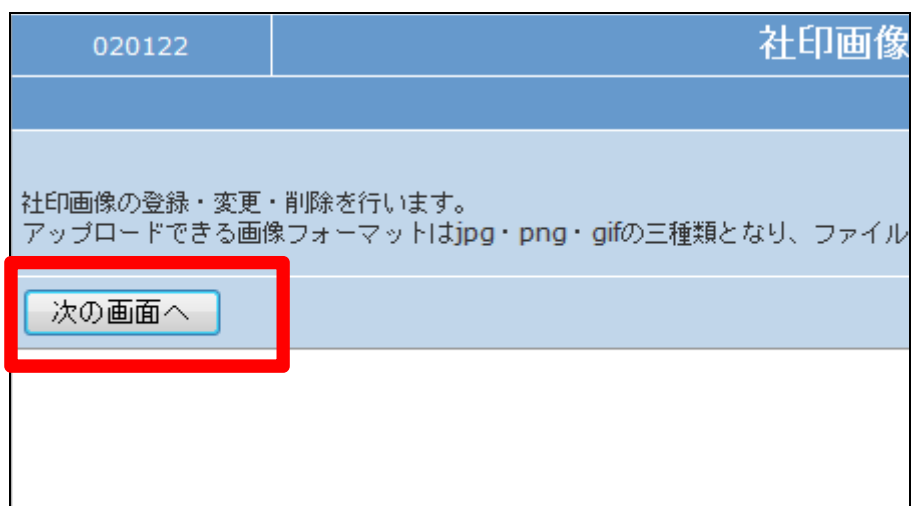 020122
社印画像
社印画像の登録・変更・削除を行います。
アップロードできる画像フォーマットはjpg・png・gifの三種類となり、ファイル
次の画面へ